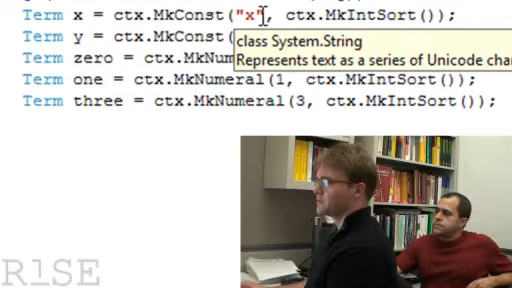 Term x = ctx.MkConst("x", ctx.MkIntSort());
Term y = ctx.MkConst(
class System.String
Represents text as a series of Unicode cha
Term zero = ctx.MkNum
Term one = ctx.MkNumeral(1, ctx.MkIntSort());
Term three = ctx.MkNumeral(3, ctx.MkIntSort());
R1SE